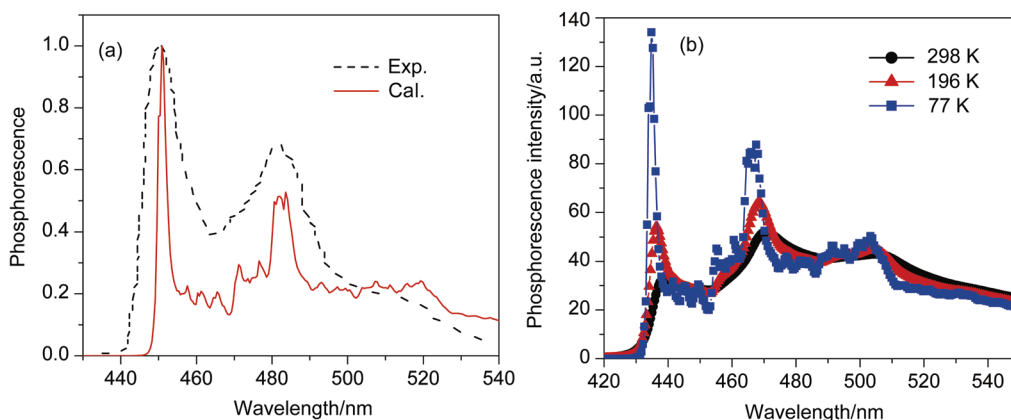 (a)
Exp.
Cal.
Phosphorescence
1.0
0.8
0.6
0.4
0.2
0.0
440 460 480 500 520 540
Wavelength/nm
(b)
298 K
196 K
77 K
Phosphorescence intensity/a.u.
140
120
100
80
60
40
20
0
420 440 460 480 500 520 540
Wavelength/nm